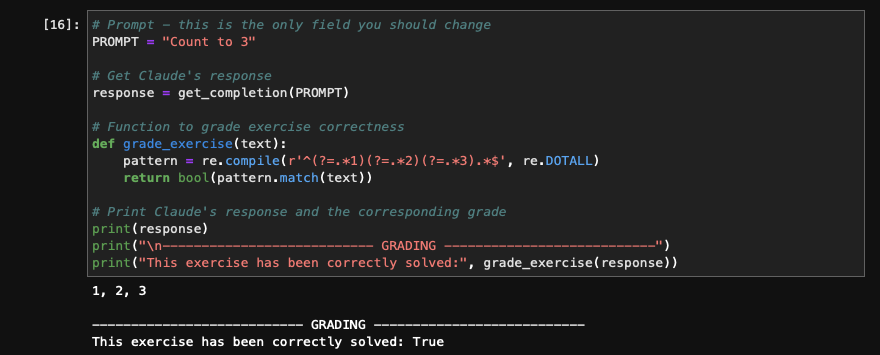 [16]: # Prompt - this is the only field you should change
PROMPT = "Count to 3"
# Get Claude's response
response = get_completion(PROMPT)
# Function to grade exercise correctness
def grade_exercise(text):
    pattern = re.compile(r'^(?=.*1)(?=.*2)(?=.*3).*$', re.DOTALL)
    return bool(pattern.match(text))
# Print Claude's response and the corresponding grade
print(response)
print("\n--------------------------- GRADING ---------------------------")
print("This exercise has been correctly solved:", grade_exercise(response))
1, 2, 3
--------------------------- GRADING ---------------------------
This exercise has been correctly solved: True